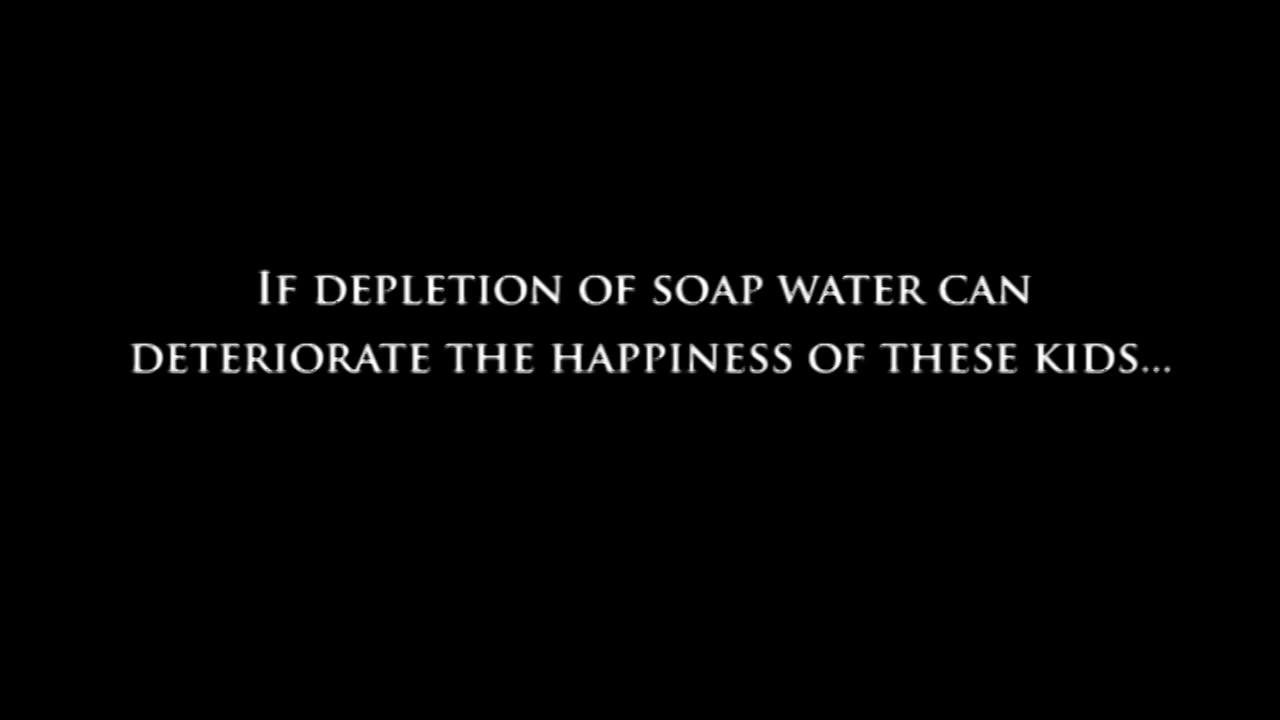 If depletion of soap water can
deteriorate the happiness of these kids...